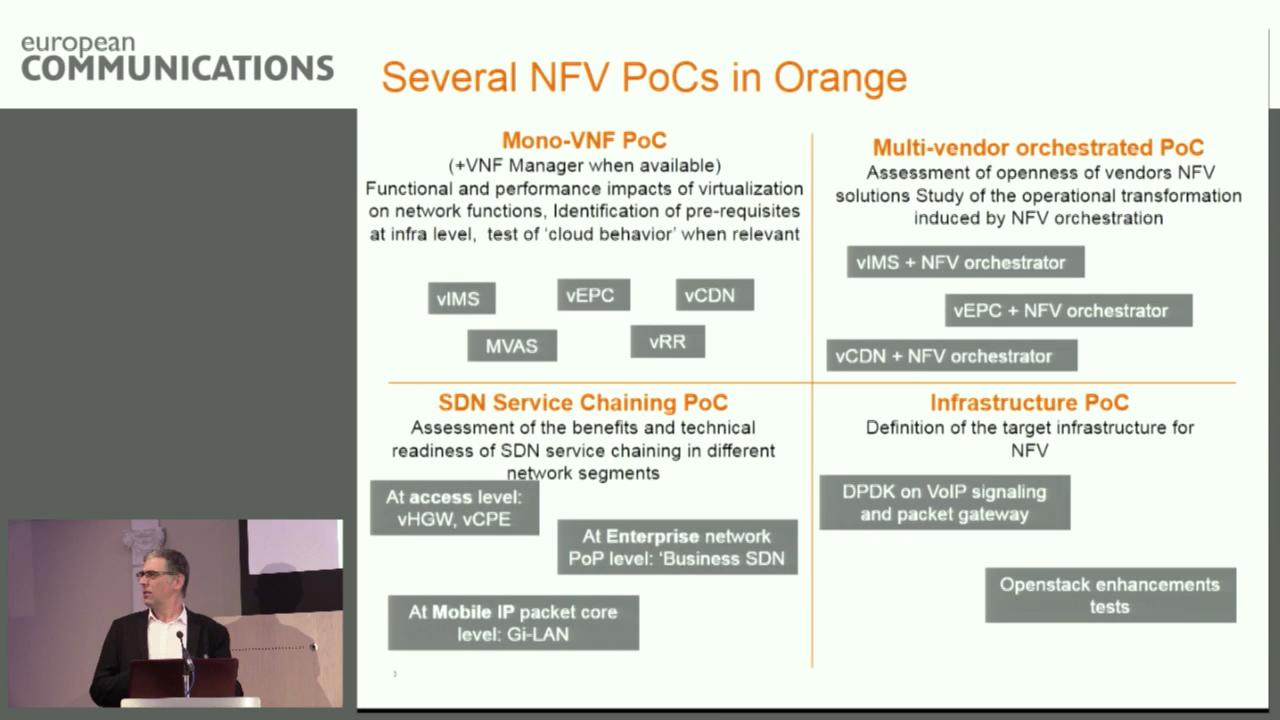 european
COMMUNICATIONS
Several NFV PoCs in Orange
Mono-VNF PoC
(+VNF Manager when available)
Functional and performance impacts of virtualization
on network functions, Identification of pre-requisites
at infra level, test of 'cloud behavior' when relevant
vIMS
vEPC
vCDN
MVAS
vRR
Multi-vendor orchestrated PoC
Assessment of openness of vendors NFV
solutions Study of the operational transformation
induced by NFV orchestration
vIMS + NFV orchestrator
vEPC + NFV orchestrator
vCDN + NFV orchestrator
SDN Service Chaining PoC
Assessment of the benefits and technical
readiness of SDN service chaining in different
network segments
At access level:
vHGW, vCPE
At Enterprise network
PoP level: 'Business SDN
At Mobile IP packet core
level: Gi-LAN
Infrastructure PoC
Definition of the target infrastructure for
NFV
DPDK on VoIP signaling
and packet gateway
Openstack enhancements
tests